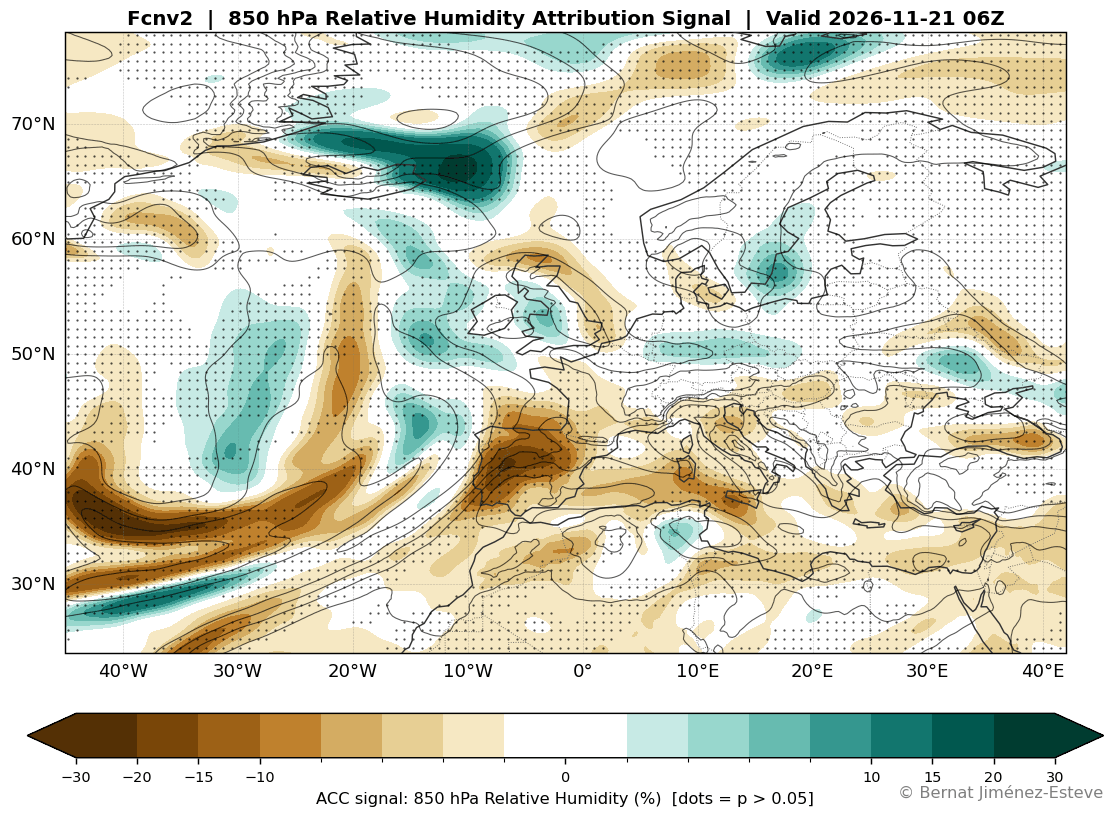 Fcnv2 | 850 hPa Relative Humidity Attribution Signal | Valid 2026-11-21 06Z
70°N
60°N
50°N
40°N
30°N
40°W 30°W 20°W 10°W 0° 10°E 20°E 30°E 40°E
−30 −20 −15 −10 0 10 15 20 30
ACC signal: 850 hPa Relative Humidity (%) [dots = p > 0.05]
© Bernat Jiménez-Esteve